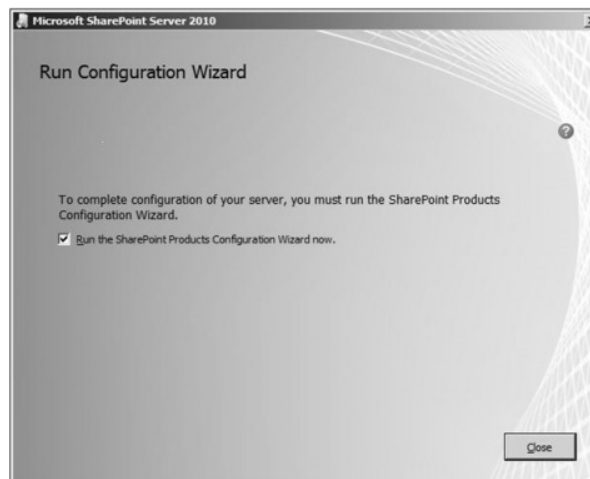 Microsoft SharePoint Server 2010
Run Configuration Wizard
?
To complete configuration of your server, you must run the SharePoint Products
Configuration Wizard.
Run the SharePoint Products Configuration Wizard now.
Close